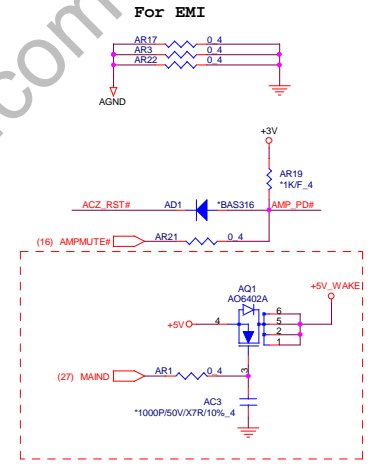 For EMI
AR17 0_4
AR3 0_4
AR22 0_4
AGND
+3V
AR19
*1K/F_4
ACZ_RST# AD1 *BAS316 AMP_PD#
(16) AMPMUTE# AR21 0_4
AQ1
AO6402A
+5V_WAKE
+5V 4 6
5
2
1
3
(27) MAIND AR1 0_4
AC3
*1000P/50V/X7R/10%_4
com